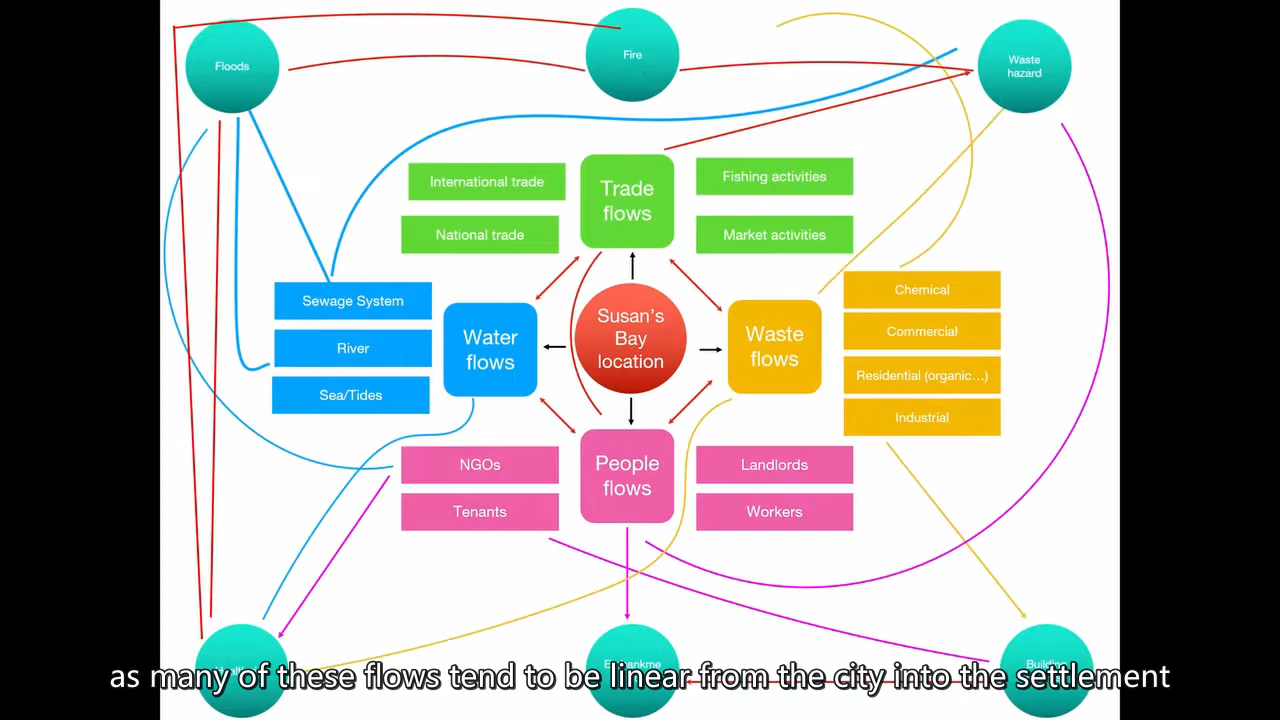 Floods
Fire
Waste
hazard
International trade
Trade
flows
Fishing activities
National trade
Market activities
Sewage System
River
Sea/Tides
Water
flows
Susan's
Bay
location
Waste
flows
Chemical
Commercial
Residential (organic…)
Industrial
NGOs
Tenants
People
flows
Landlords
Workers
as many of these flows tend to be linear from the city into the settlement